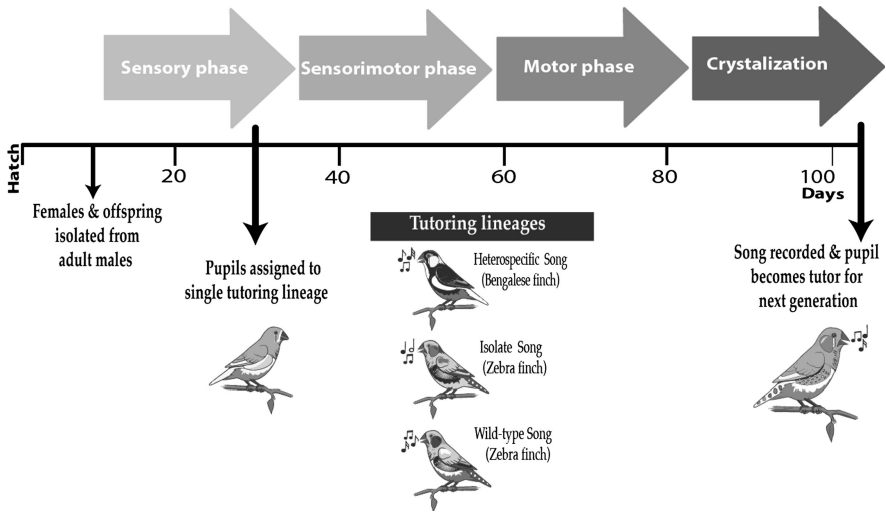 Sensory phase
Sensorimotor phase
Motor phase
Crystalization
Hatch
20
40
60
80
100
Days
Females & offspring
isolated from
adult males
Pupils assigned to
single tutoring lineage
Tutoring lineages
Heterospecific Song
(Bengalese finch)
Isolate Song
(Zebra finch)
Wild-type Song
(Zebra finch)
Song recorded & pupil
becomes tutor for
next generation